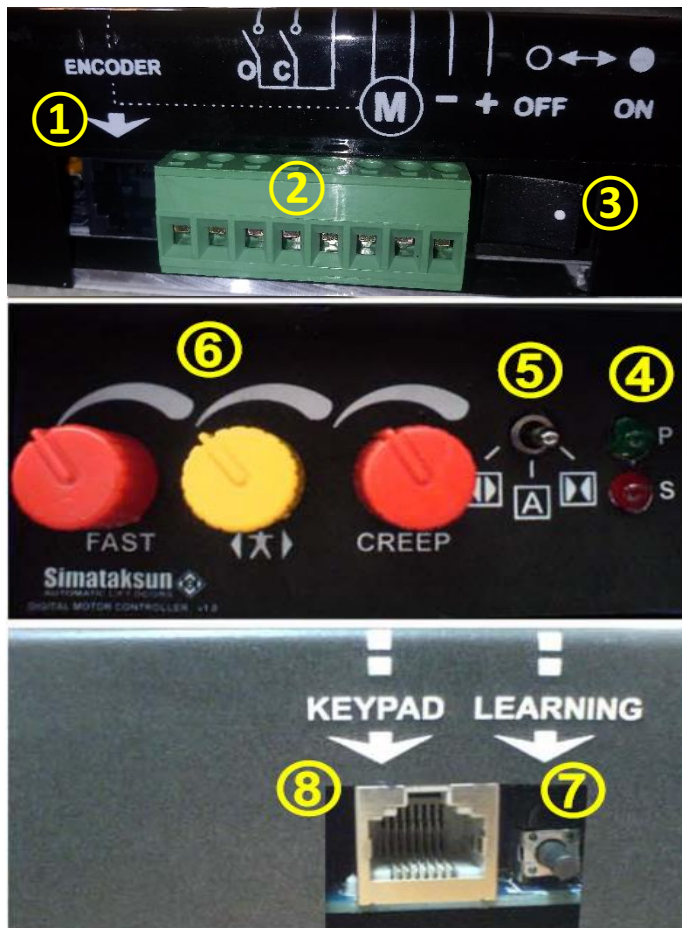 ENCODER
O C
M
- +
OFF ON
① ② ③
⑥ ⑤ ④
P
S
A
FAST
CREEP
Simataksun
AUTOMATIC LIFT DOORS
DIGITAL MOTOR CONTROLLER v1.0
KEYPAD LEARNING
⑧ ⑦